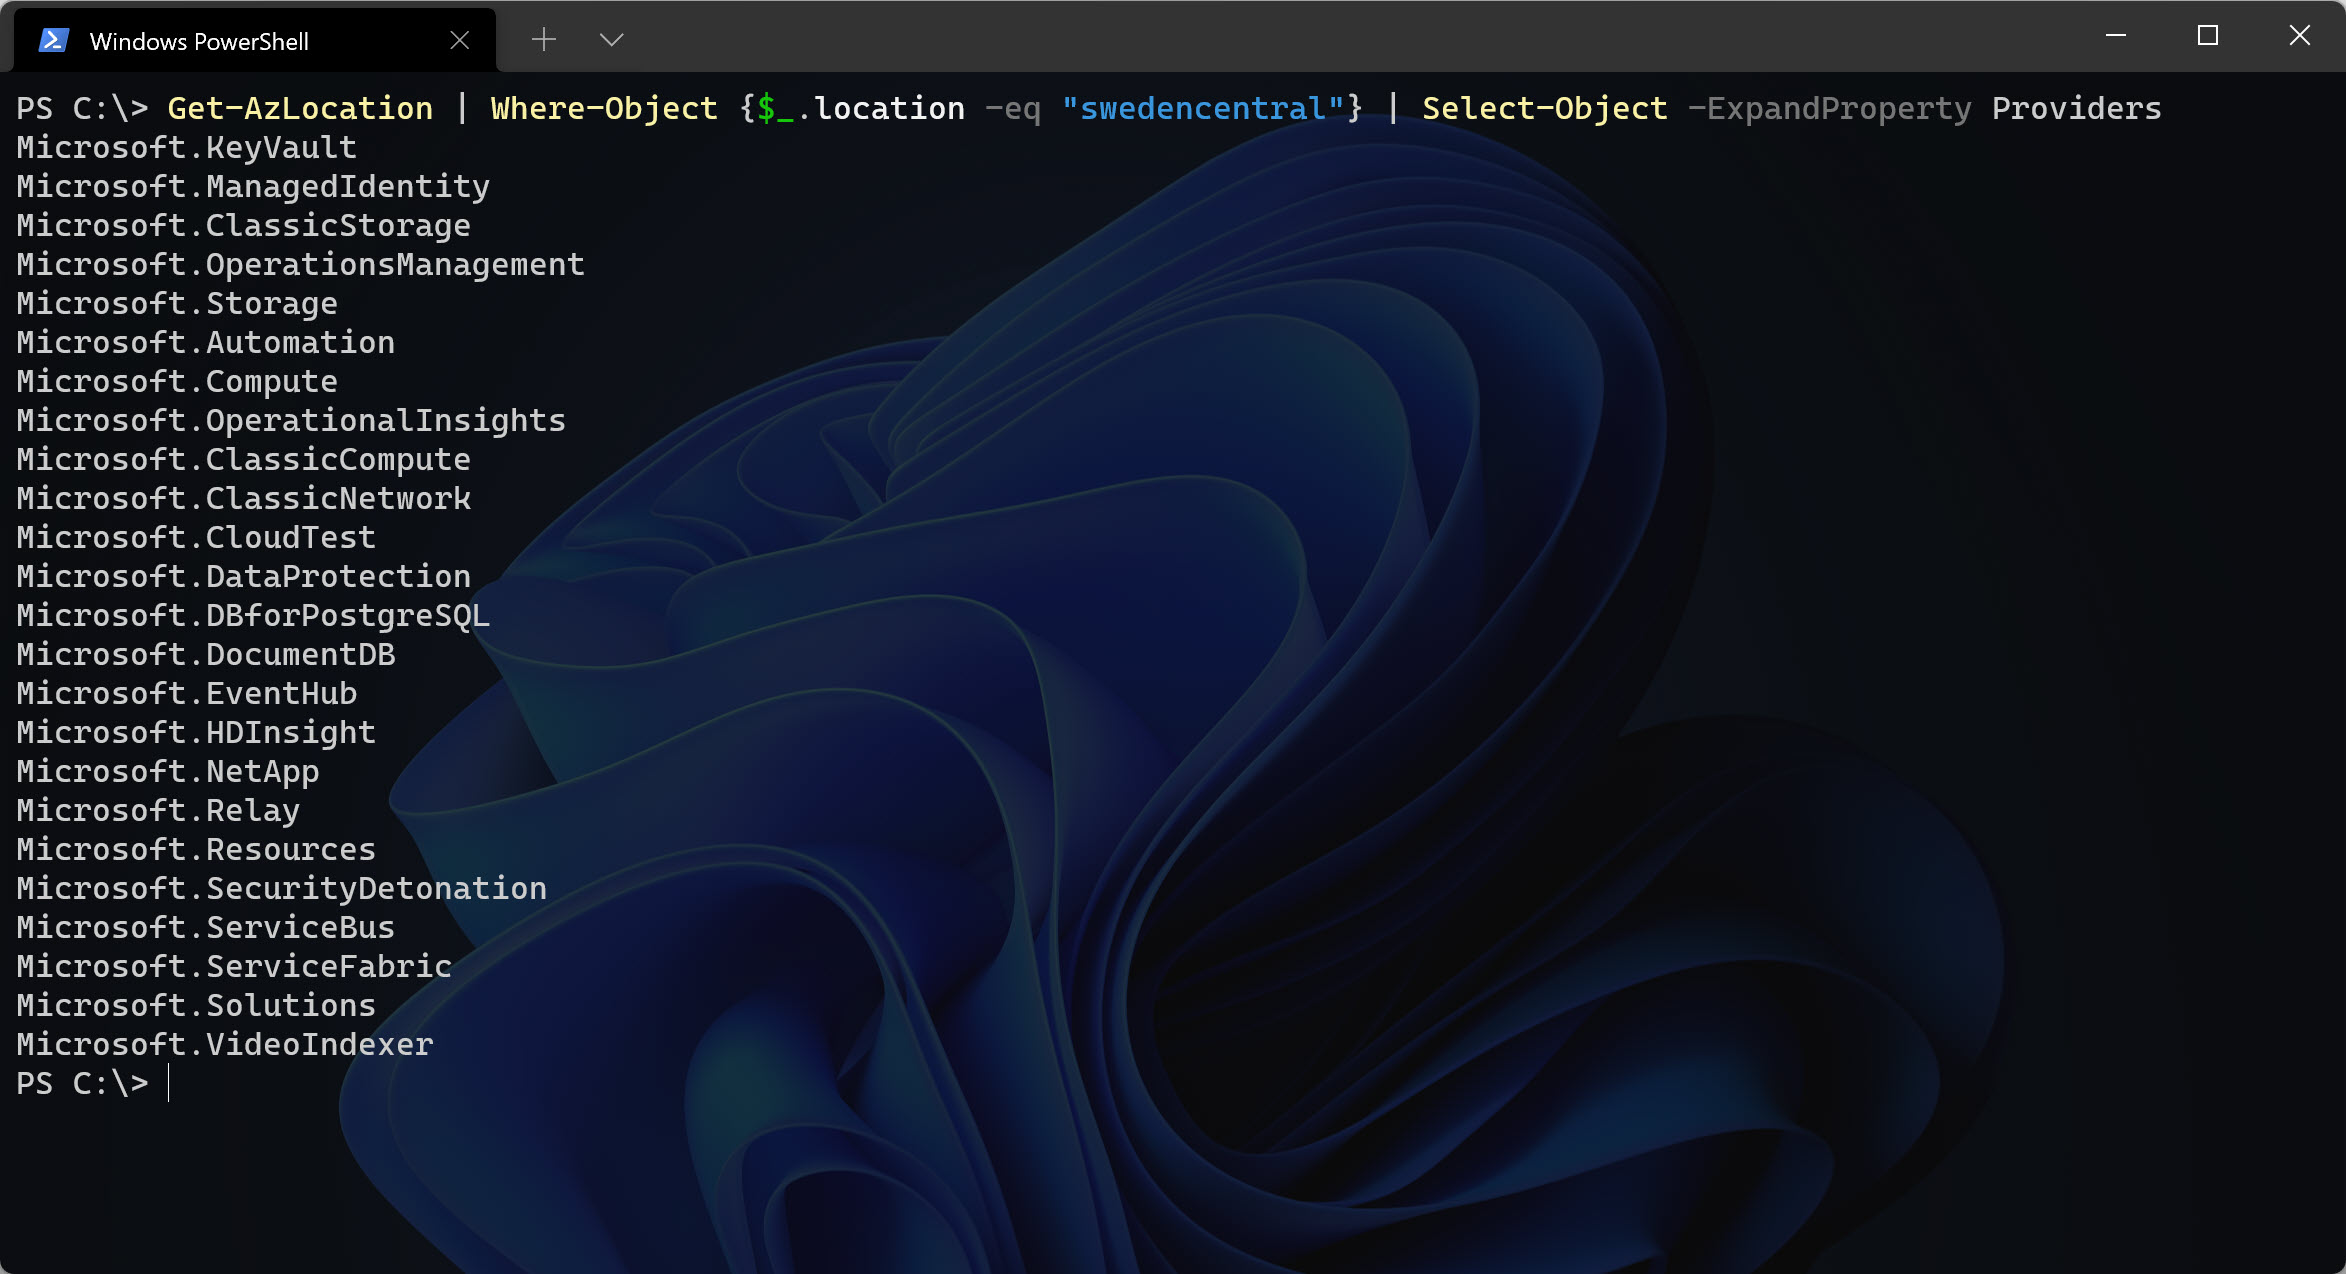 Windows PowerShell
PS C:\> Get-AzLocation | Where-Object {$_.location -eq "swedencentral"} | Select-Object -ExpandProperty Providers
Microsoft.KeyVault
Microsoft.ManagedIdentity
Microsoft.ClassicStorage
Microsoft.OperationsManagement
Microsoft.Storage
Microsoft.Automation
Microsoft.Compute
Microsoft.OperationalInsights
Microsoft.ClassicCompute
Microsoft.ClassicNetwork
Microsoft.CloudTest
Microsoft.DataProtection
Microsoft.DBforPostgreSQL
Microsoft.DocumentDB
Microsoft.EventHub
Microsoft.HDInsight
Microsoft.NetApp
Microsoft.Relay
Microsoft.Resources
Microsoft.SecurityDetonation
Microsoft.ServiceBus
Microsoft.ServiceFabric
Microsoft.Solutions
Microsoft.VideoIndexer
PS C:\>